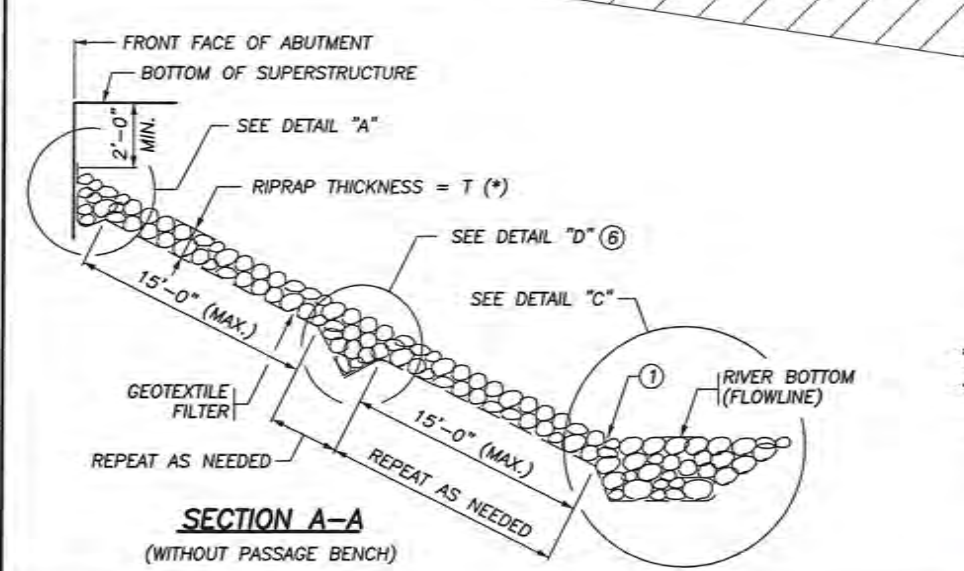 FRONT FACE OF ABUTMENT
BOTTOM OF SUPERSTRUCTURE
2'-0"
MIN.
SEE DETAIL "A"
RIPRAP THICKNESS = T (*)
SEE DETAIL "D" ⑥
SEE DETAIL "C"
15'-0" (MAX.)
①
RIVER BOTTOM
(FLOWLINE)
GEOTEXTILE
FILTER
15'-0" (MAX.)
REPEAT AS NEEDED
REPEAT AS NEEDED
SECTION A-A
(WITHOUT PASSAGE BENCH)